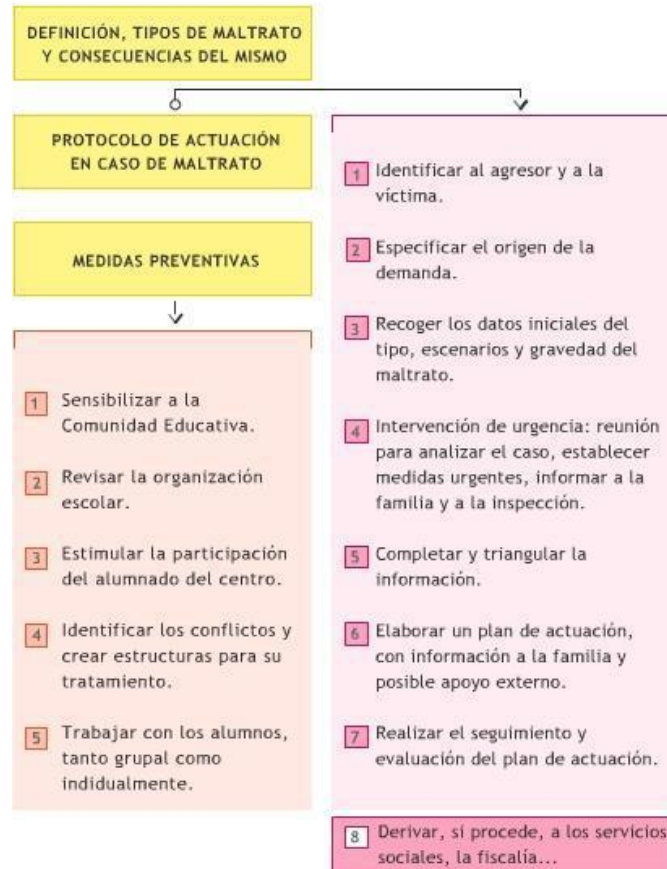 DEFINICIÓN, TIPOS DE MALTRATO
Y CONSECUENCIAS DEL MISMO
PROTOCOLO DE ACTUACIÓN
EN CASO DE MALTRATO
MEDIDAS PREVENTIVAS
1 Sensibilizar a la
Comunidad Educativa.
2 Revisar la organización
escolar.
3 Estimular la participación
del alumnado del centro.
4 Identificar los conflictos y
crear estructuras para su
tratamiento.
5 Trabajar con los alumnos,
tanto grupal como
indidualmente.
1 Identificar al agresor y a la
víctima.
2 Especificar el origen de la
demanda.
3 Recoger los datos iniciales del
tipo, escenarios y gravedad del
maltrato.
4 Intervención de urgencia: reunión
para analizar el caso, establecer
medidas urgentes, informar a la
familia y a la inspección.
5 Completar y triangular la
información.
6 Elaborar un plan de actuación,
con información a la familia y
posible apoyo externo.
7 Realizar el seguimiento y
evaluación del plan de actuación.
8 Derivar, si procede, a los servicios
sociales, la fiscalía...